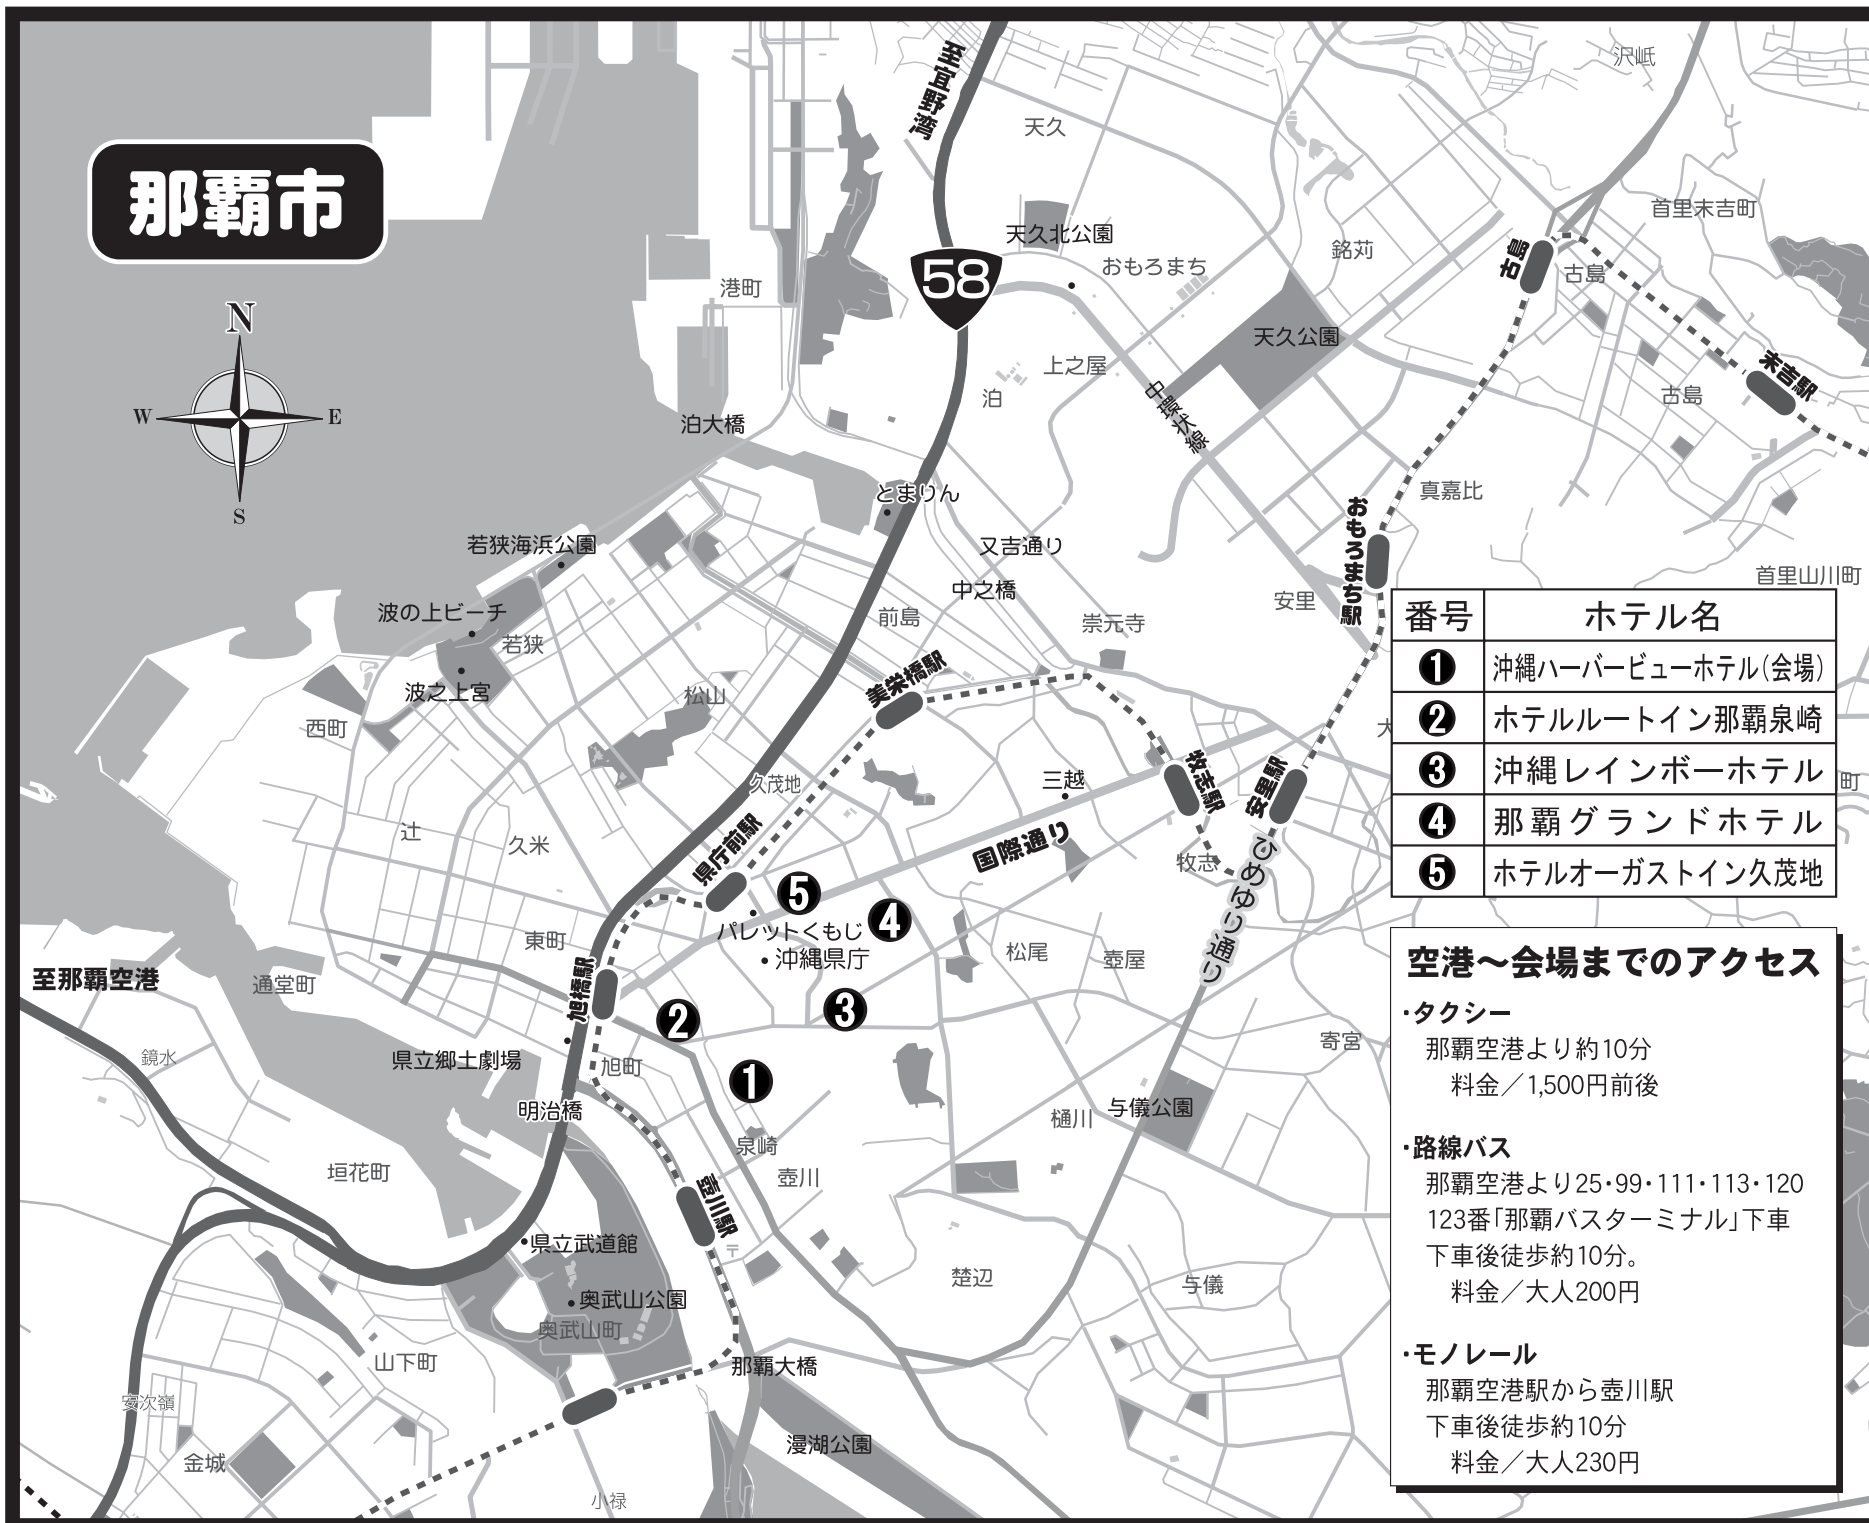 那覇市
N
W
E
S
至宜野湾
58
沢岻
天久
天久北公園
おもろまち
銘苅
首里末吉町
古島
古島
港町
天久公園
上之屋
泊
中環状線
末吉駅
古島
泊大橋
とまりん
真嘉比
おもろまち駅
若狭海浜公園
又吉通り
中之橋
首里山川町
波の上ビーチ
若狭
前島
崇元寺
安里
波之上宮
美栄橋駅
松山
西町
久茂地
三越
牧志駅
安里駅
大
町
辻
久米
県庁前駅
国際通り
牧志
ひめゆり通り
5
4
パレットくもじ
沖縄県庁
東町
松尾
壺屋
至那覇空港
通堂町
旭橋駅
2
3
鏡水
県立郷土劇場
旭町
1
寄宮
明治橋
樋川
与儀公園
泉崎
垣花町
壺川
壺川駅
〒
県立武道館
楚辺
与儀
奥武山公園
奥武山町
山下町
那覇大橋
安次嶺
漫湖公園
金城
小禄
番号 ホテル名
1 沖縄ハーバービューホテル(会場)
2 ホテルルートイン那覇泉崎
3 沖縄レインボーホテル
4 那覇グランドホテル
5 ホテルオーガストイン久茂地
空港〜会場までのアクセス
・タクシー
那覇空港より約10分
料金／1,500円前後
・路線バス
那覇空港より25・99・111・113・120
123番「那覇バスターミナル」下車
下車後徒歩約10分。
料金／大人200円
・モノレール
那覇空港駅から壺川駅
下車後徒歩約10分
料金／大人230円